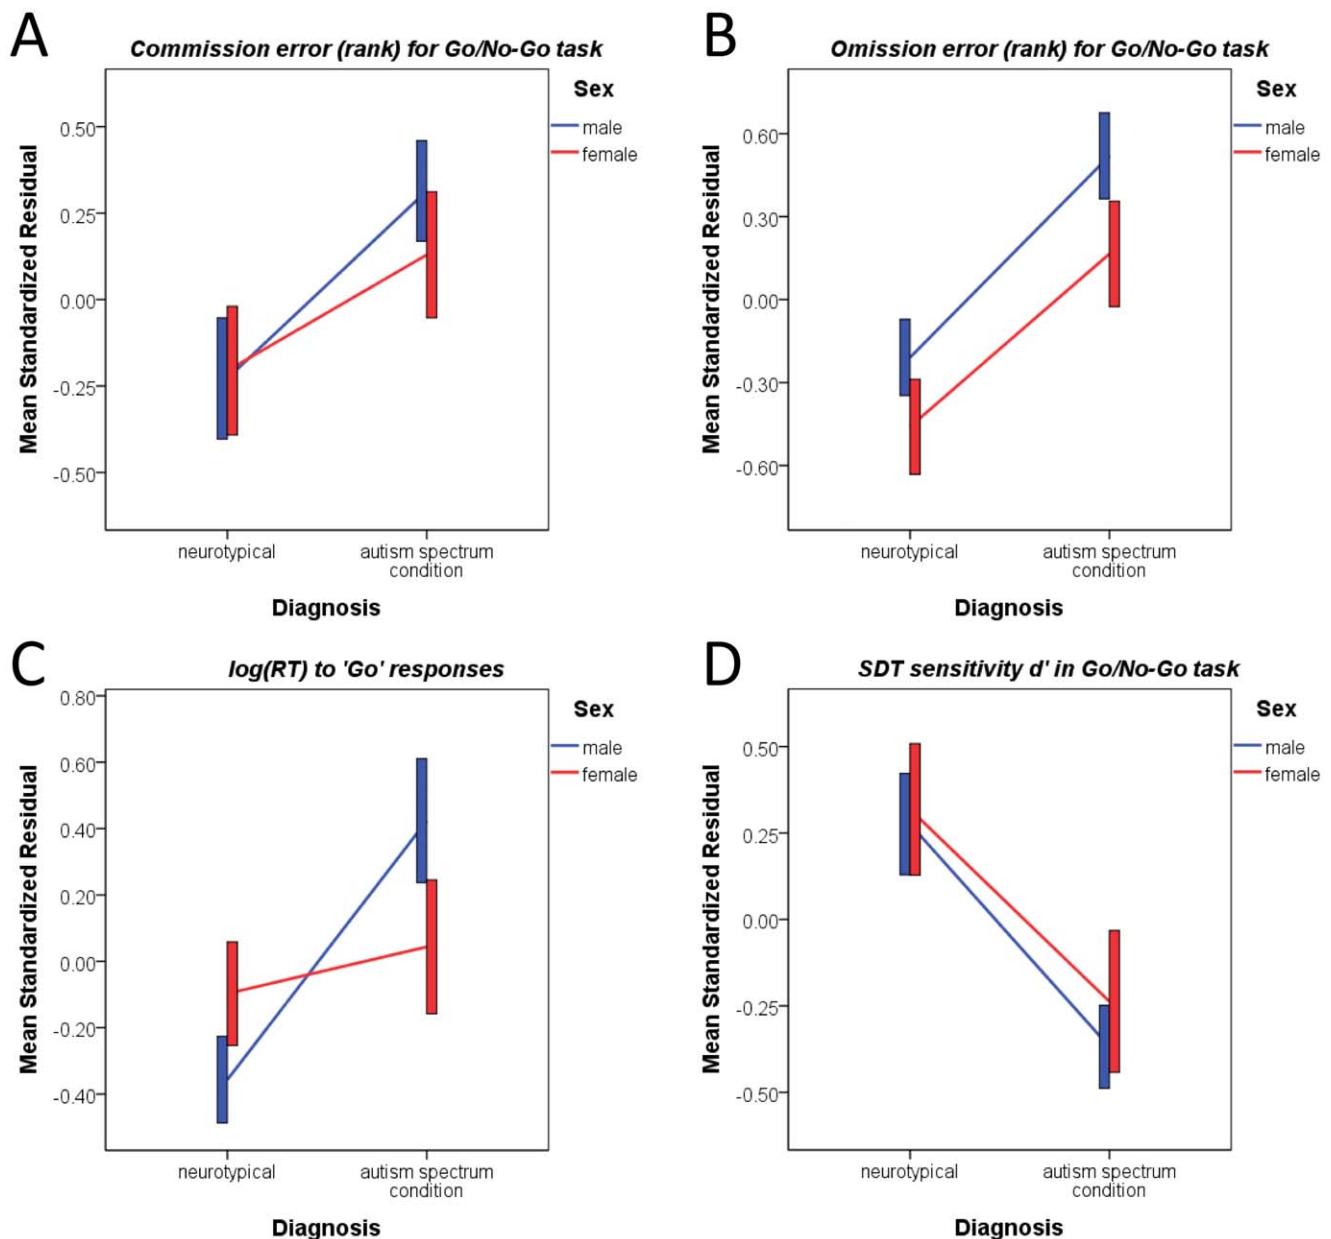 A
Commission error (rank) for Go/No-Go task
Mean Standardized Residual
0.50
0.25
0.00
-0.25
-0.50
neurotypical
autism spectrum
condition
Diagnosis
Sex
male
female
B
Omission error (rank) for Go/No-Go task
Mean Standardized Residual
0.60
0.30
0.00
-0.30
-0.60
neurotypical
autism spectrum
condition
Diagnosis
Sex
male
female
C
log(RT) to 'Go' responses
Mean Standardized Residual
0.80
0.60
0.40
0.20
0.00
-0.20
-0.40
neurotypical
autism spectrum
condition
Diagnosis
Sex
male
female
D
SDT sensitivity d' in Go/No-Go task
Mean Standardized Residual
0.50
0.25
0.00
-0.25
-0.50
neurotypical
autism spectrum
condition
Diagnosis
Sex
male
female